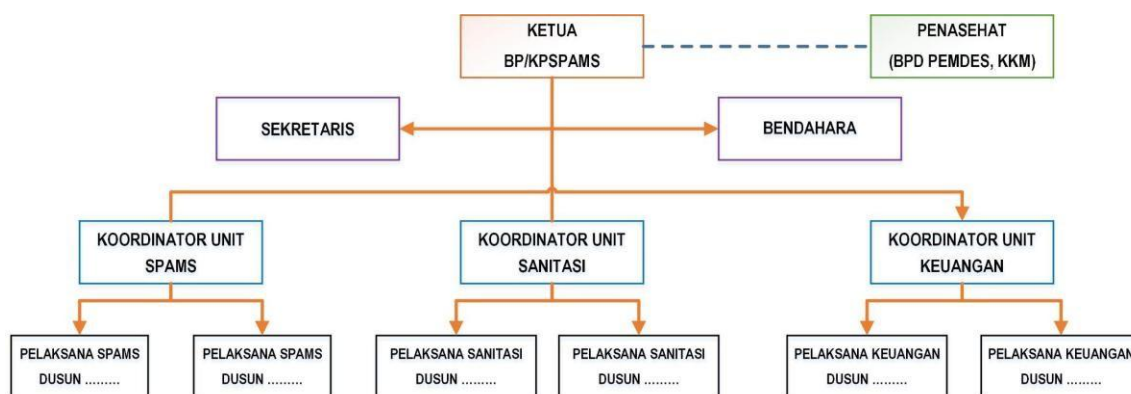 KETUA
BP/KPSPAMS
PENASEHAT
(BPD PEMDES, KKM)
SEKRETARIS
BENDAHARA
KOORDINATOR UNIT
SPAMS
KOORDINATOR UNIT
SANITASI
KOORDINATOR UNIT
KEUANGAN
PELAKSANA SPAMS
DUSUN .........
PELAKSANA SPAMS
DUSUN .........
PELAKSANA SANITASI
DUSUN .........
PELAKSANA SANITASI
DUSUN .........
PELAKSANA KEUANGAN
DUSUN .........
PELAKSANA KEUANGAN
DUSUN .........